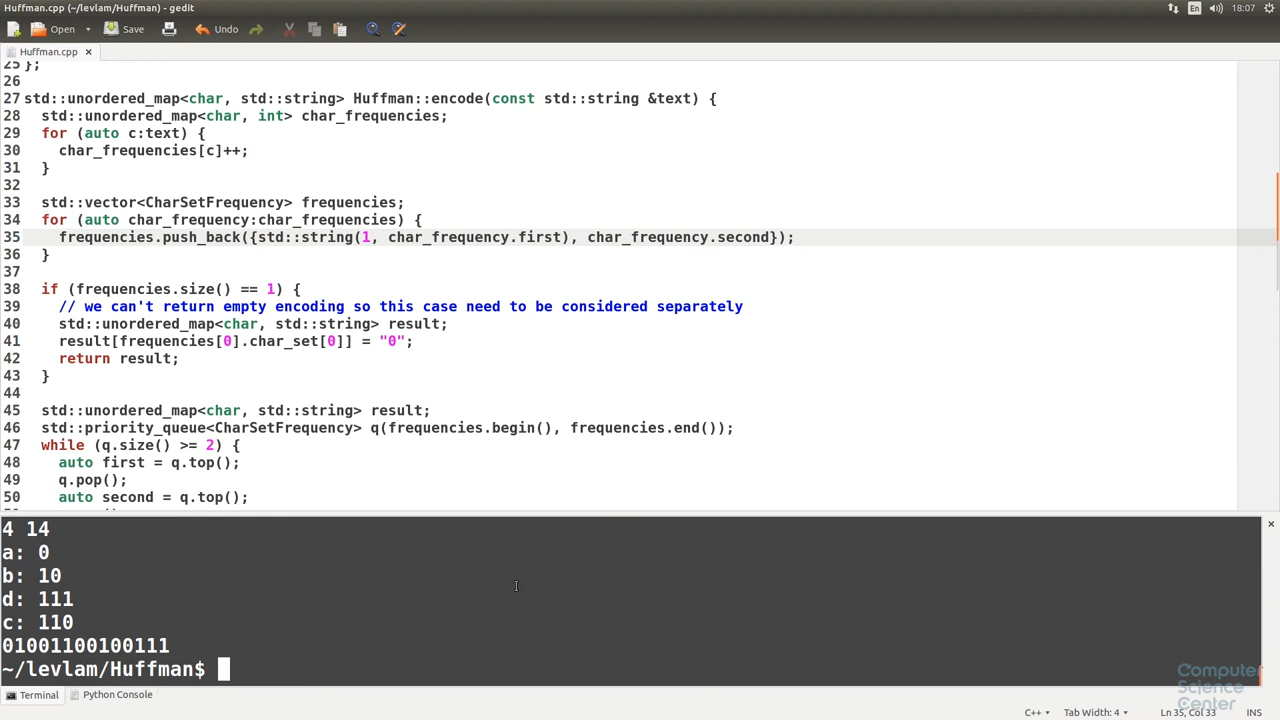 Huffman.cpp (~/levlam/Huffman) - gedit
En 18:07
Open Save Undo
Huffman.cpp ×
25 };
26
27 std::unordered_map<char, std::string> Huffman::encode(const std::string &text) {
28 std::unordered_map<char, int> char_frequencies;
29 for (auto c:text) {
30 char_frequencies[c]++;
31 }
32
33 std::vector<CharSetFrequency> frequencies;
34 for (auto char_frequency:char_frequencies) {
35 frequencies.push_back({std::string(1, char_frequency.first), char_frequency.second});
36 }
37
38 if (frequencies.size() == 1) {
39 // we can't return empty encoding so this case need to be considered separately
40 std::unordered_map<char, std::string> result;
41 result[frequencies[0].char_set[0]] = "0";
42 return result;
43 }
44
45 std::unordered_map<char, std::string> result;
46 std::priority_queue<CharSetFrequency> q(frequencies.begin(), frequencies.end());
47 while (q.size() >= 2) {
48 auto first = q.top();
49 q.pop();
50 auto second = q.top();
4 14
a: 0
b: 10
d: 111
c: 110
01001100100111
~/levlam/Huffman$
Computer
Science
Center
Terminal Python Console
C++ Tab Width: 4 Ln 35, Col 33 INS